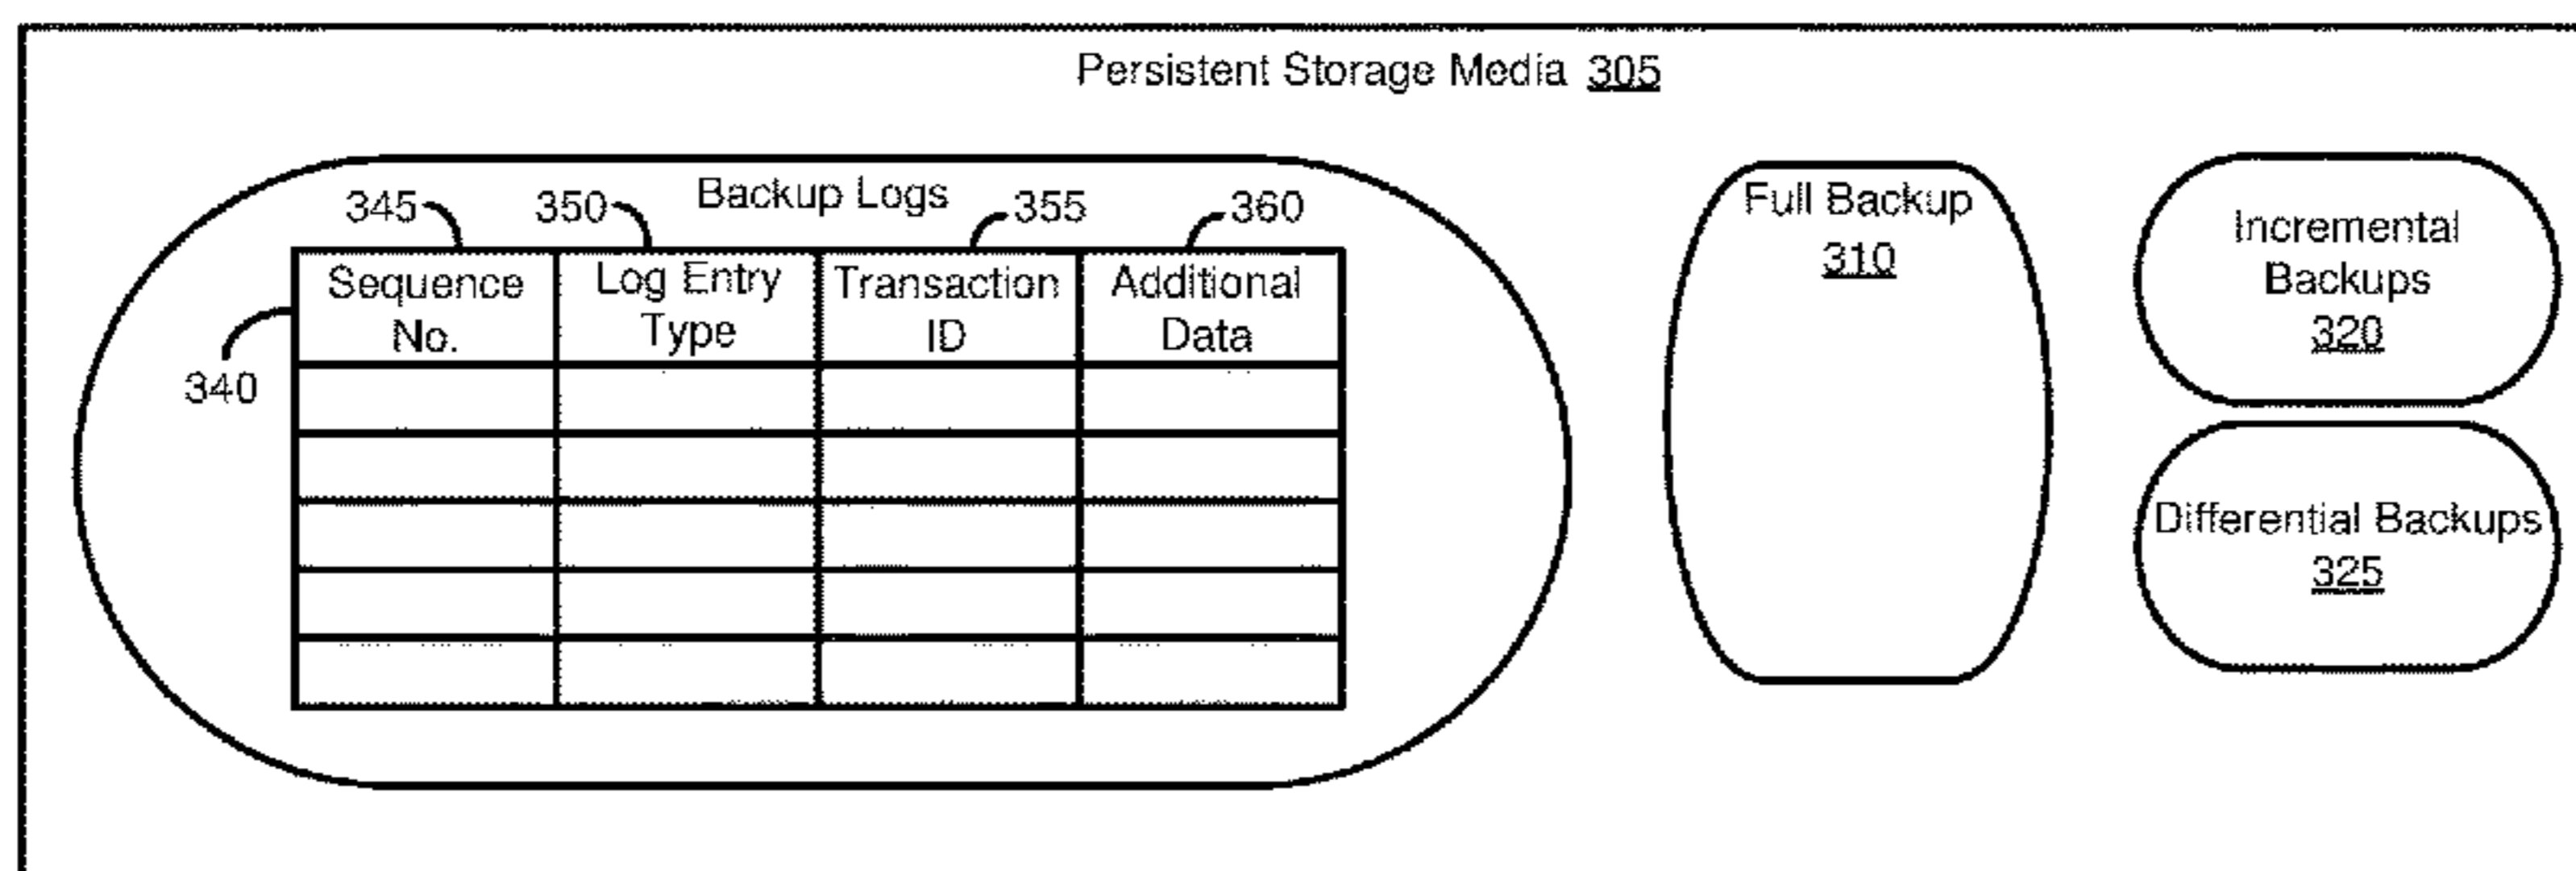 Persistent Storage Media 305
Backup Logs
345
350
355
360
Sequence
No.
Log Entry
Type
Transaction
ID
Additional
Data
340
Full Backup
310
Incremental
Backups
320
Differential Backups
325